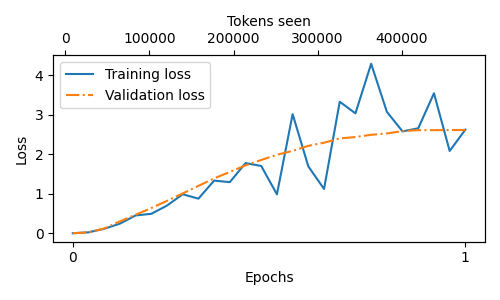 Tokens seen
0 100000 200000 300000 400000
Training loss
Validation loss
Loss
4
3
2
1
0
0 1
Epochs